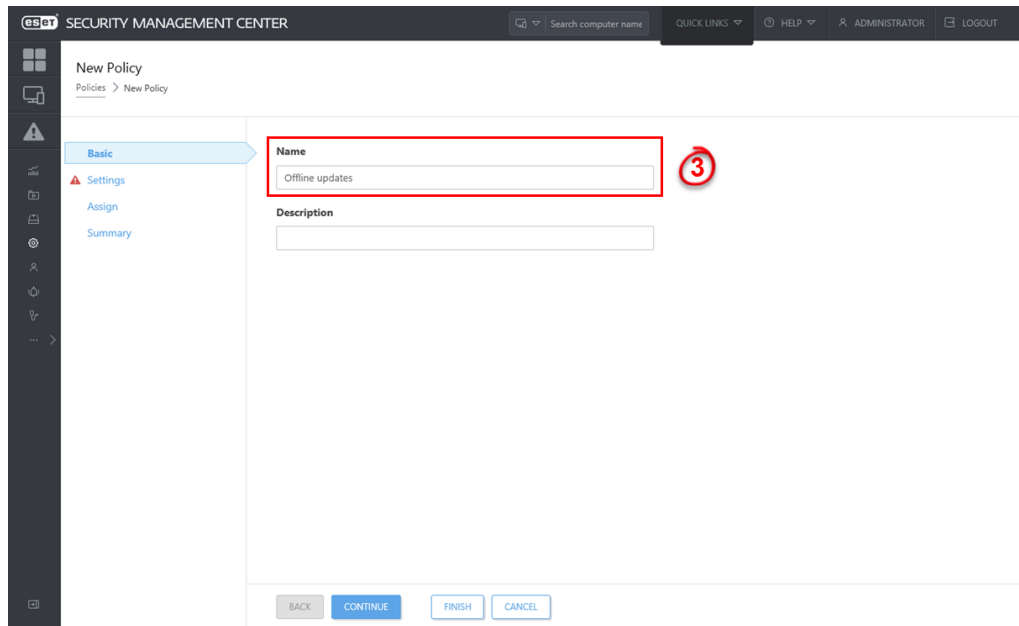 eset SECURITY MANAGEMENT CENTER
Search computer name
QUICK LINKS
HELP
ADMINISTRATOR
LOGOUT
New Policy
Policies > New Policy
Basic
Settings
Assign
Summary
Name
Offline updates
3
Description
BACK
CONTINUE
FINISH
CANCEL